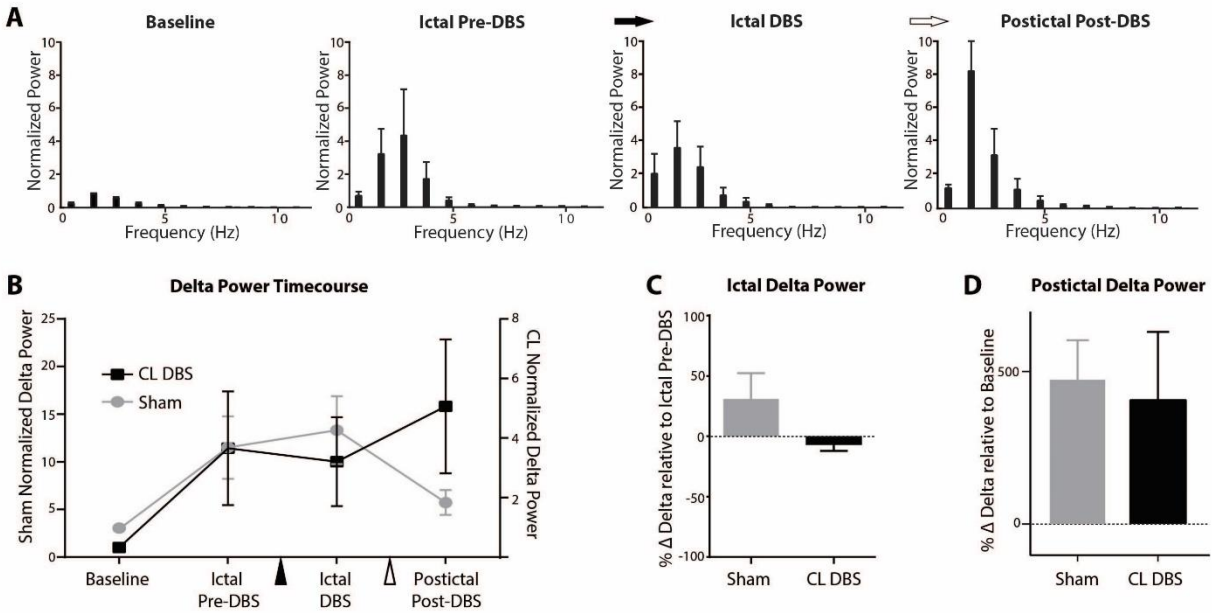 A
Baseline
Ictal Pre-DBS
Ictal DBS
Postictal Post-DBS
Normalized Power
10
8
6
4
2
0
0 5 10
Frequency (Hz)
Normalized Power
10
8
6
4
2
0
0 5 10
Frequency (Hz)
Normalized Power
10
8
6
4
2
0
0 5 10
Frequency (Hz)
Normalized Power
10
8
6
4
2
0
0 5 10
Frequency (Hz)
B
Delta Power Timecourse
Sham Normalized Delta Power
25
20
15
10
5
0
CL DBS
Sham
8
6
4
2
CL Normalized Delta Power
Baseline
Ictal
Pre-DBS
Ictal
DBS
Postictal
Post-DBS
C
Ictal Delta Power
% Δ Delta relative to Ictal Pre-DBS
100
50
0
-50
-100
Sham
CL DBS
D
Postictal Delta Power
% Δ Delta relative to Baseline
500
0
Sham
CL DBS